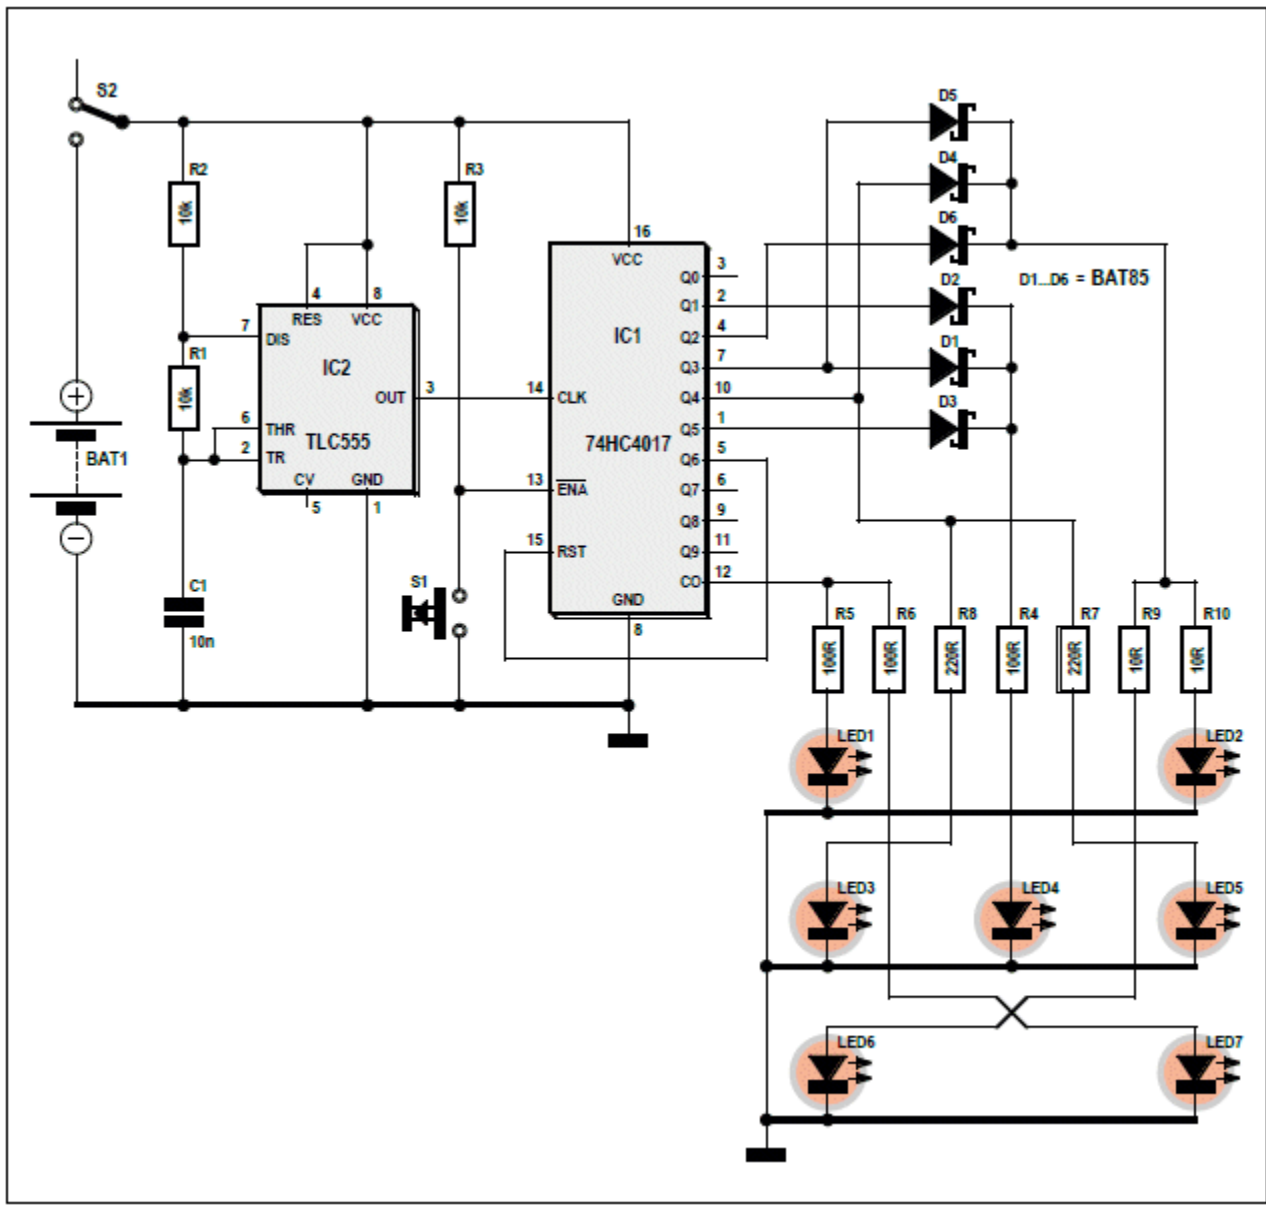 S2
R2
10k
R1
10k
C1
10n
BAT1
+
−
R3
10k
S1
4
8
RES
VCC
7
DIS
IC2
OUT
3
6
THR
2
TR
TLC555
CV
GND
5
1
16
VCC
IC1
14
CLK
74HC4017
13
ENA
15
RST
GND
8
Q0
3
Q1
2
Q2
4
Q3
7
Q4
10
Q5
1
Q6
5
Q7
6
Q8
9
Q9
11
CO
12
D5
D4
D6
D2
D1
D3
D1...D6 = BAT85
R5
R6
R8
R4
R7
R9
R10
100R
100R
220R
100R
220R
10R
10R
LED1
LED2
LED3
LED4
LED5
LED6
LED7